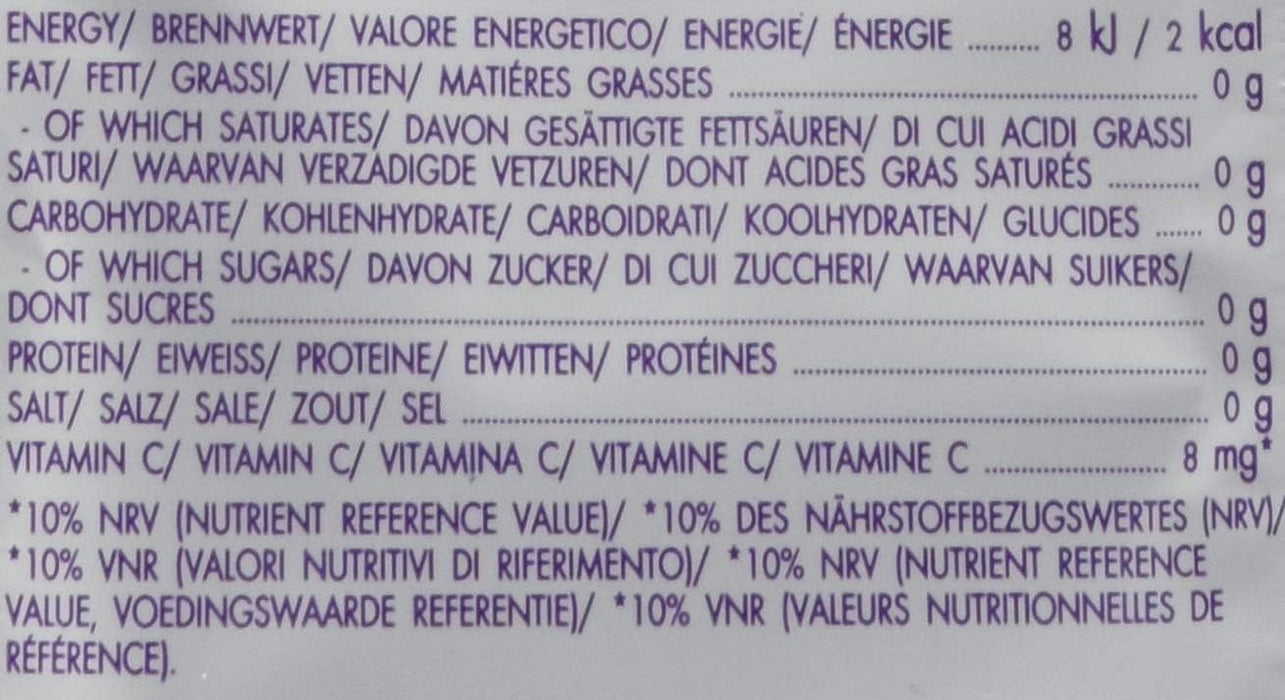 ENERGY/ BRENNWERT/ VALORE ENERGETICO/ ENERGIE/ ÉNERGIE .......... 8 kJ / 2 kcal
FAT/ FETT/ GRASSI/ VETTEN/ MATIÉRES GRASSES .......... 0 g
- OF WHICH SATURATES/ DAVON GESÄTTIGTE FETTSÄUREN/ DI CUI ACIDI GRASSI
SATURI/ WAARVAN VERZADIGDE VETZUREN/ DONT ACIDES GRAS SATURÉS .......... 0 g
CARBOHYDRATE/ KOHLENHYDRATE/ CARBOIDRATI/ KOOLHYDRATEN/ GLUCIDES ....... 0 g
- OF WHICH SUGARS/ DAVON ZUCKER/ DI CUI ZUCCHERI/ WAARVAN SUIKERS/
DONT SUCRES .......... 0 g
PROTEIN/ EIWEISS/ PROTEINE/ EIWITTEN/ PROTÉINES .......... 0 g
SALT/ SALZ/ SALE/ ZOUT/ SEL .......... 0 g
VITAMIN C/ VITAMIN C/ VITAMINA C/ VITAMINE C/ VITAMINE C .......... 8 mg*
*10% NRV (NUTRIENT REFERENCE VALUE)/ *10% DES NÄHRSTOFFBEZUGSWERTES (NRV)/
*10% VNR (VALORI NUTRITIVI DI RIFERIMENTO)/ *10% NRV (NUTRIENT REFERENCE
VALUE, VOEDINGSWAARDE REFERENTIE)/ *10% VNR (VALEURS NUTRITIONNELLES DE
RÉFÉRENCE).